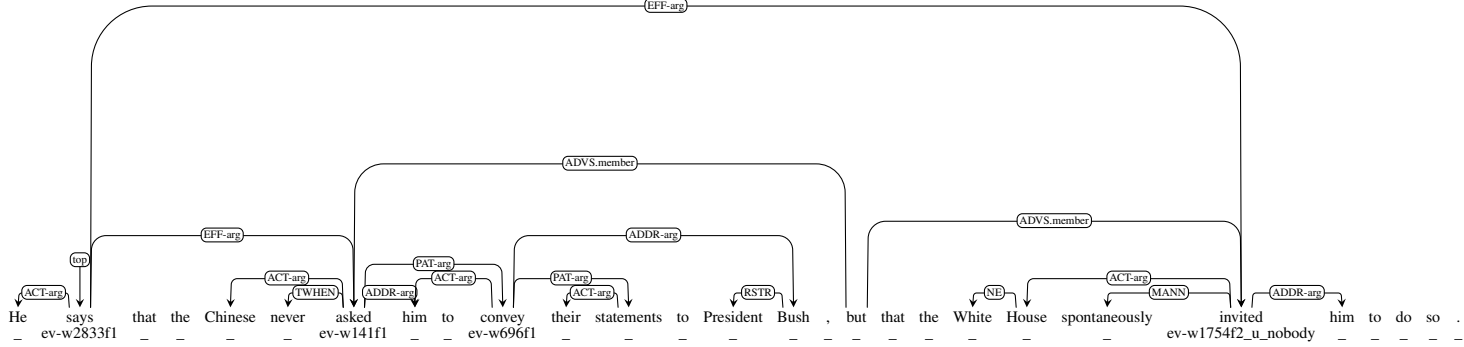 EFF-arg
ADVS.member
ADVS.member
EFF-arg
ADDR-arg
top
PAT-arg
ACT-arg
ACT-arg
PAT-arg
ACT-arg
ACT-arg
TWHEN
ADDR-arg
ACT-arg
RSTR
NE
MANN
ADDR-arg
He says that the Chinese never asked him to convey their statements to President Bush , but that the White House spontaneously invited him to do so .
ev-w2833f1 ev-w141f1 ev-w696f1 ev-w1754f2_u_nobody
_ _ _ _ _ _ _ _ _ _ _ _ _ _ _ _ _ _ _ _ _ _ _ _ _ _ _ _